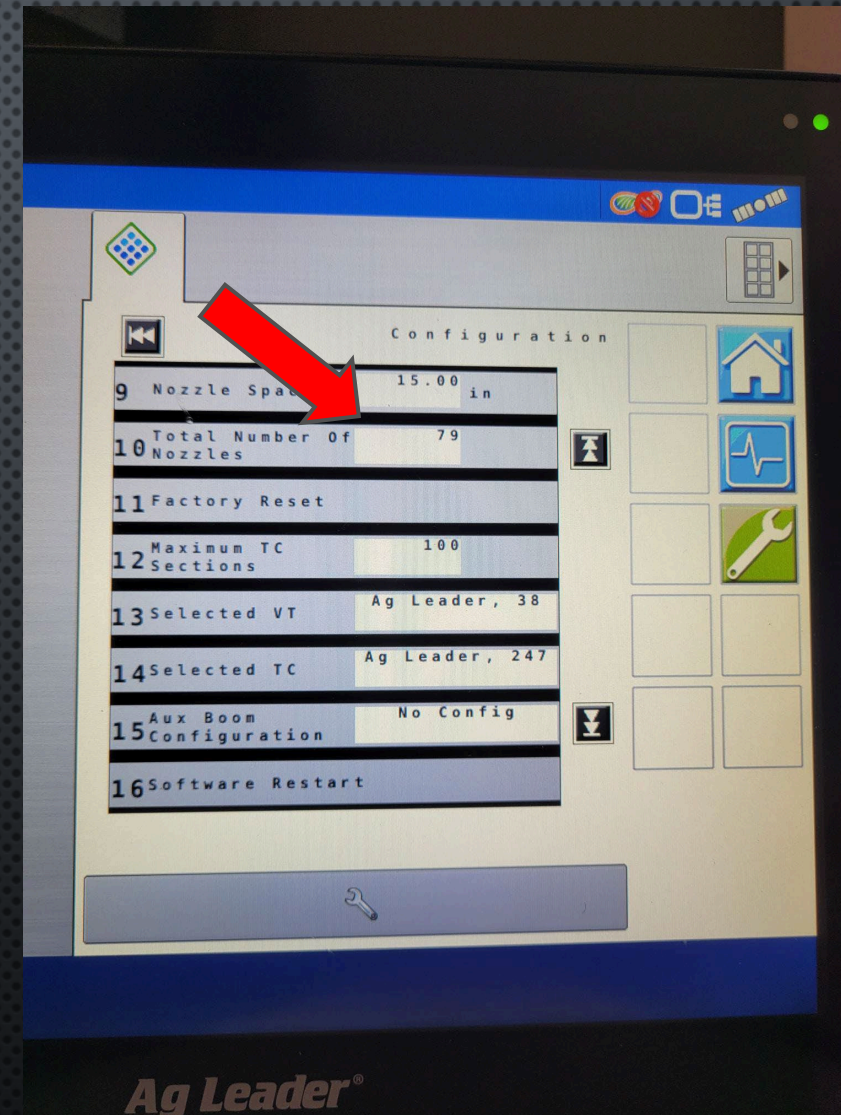 Configuration
9 Nozzle Spa 15.00 in
10 Total Number Of 79
Nozzles
11 Factory Reset
12 Maximum TC 100
Sections
13 Selected VT Ag Leader, 38
14 Selected TC Ag Leader, 247
15 Aux Boom No Config
Configuration
16 Software Restart
Ag Leader®